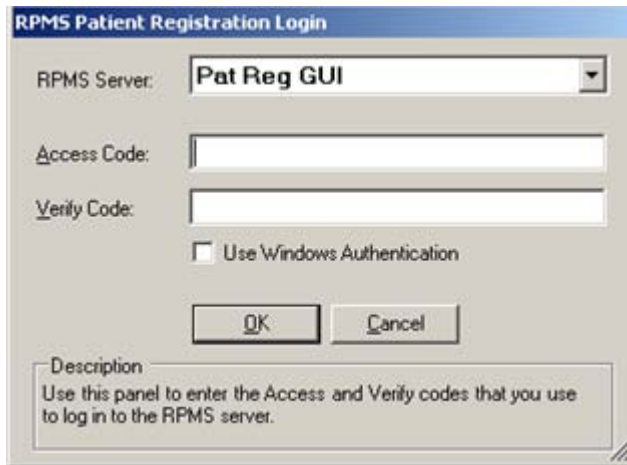 RPMS Patient Registration Login
RPMS Server: Pat Reg GUI
Access Code:
Verify Code:
Use Windows Authentication
OK Cancel
Description
Use this panel to enter the Access and Verify codes that you use
to log in to the RPMS server.